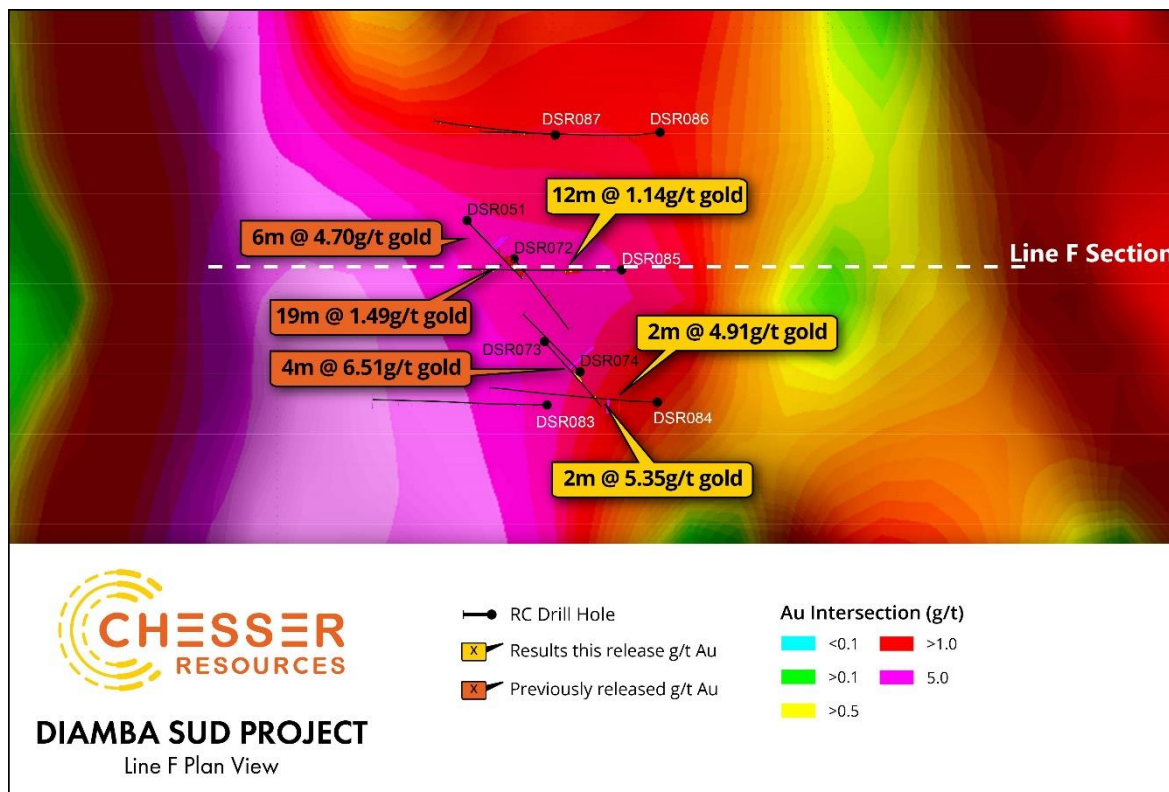 DSR087
DSR086
12m @ 1.14g/t gold
DSR051
6m @ 4.70g/t gold
DSR072
DSR085
Line F Section
19m @ 1.49g/t gold
2m @ 4.91g/t gold
DSR073
DSR074
4m @ 6.51g/t gold
DSR083
DSR084
2m @ 5.35g/t gold
CHESSER
RESOURCES
DIAMBA SUD PROJECT
Line F Plan View
RC Drill Hole
X Results this release g/t Au
X Previously released g/t Au
Au Intersection (g/t)
<0.1
>1.0
>0.1
5.0
>0.5